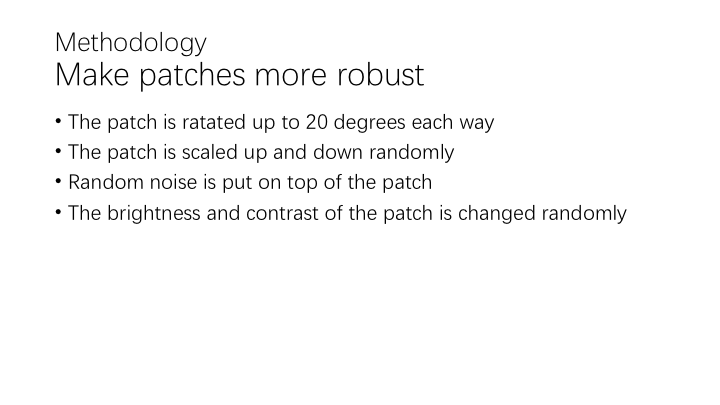 Methodology
Make patches more robust
• The patch is ratated up to 20 degrees each way
• The patch is scaled up and down randomly
• Random noise is put on top of the patch
• The brightness and contrast of the patch is changed randomly